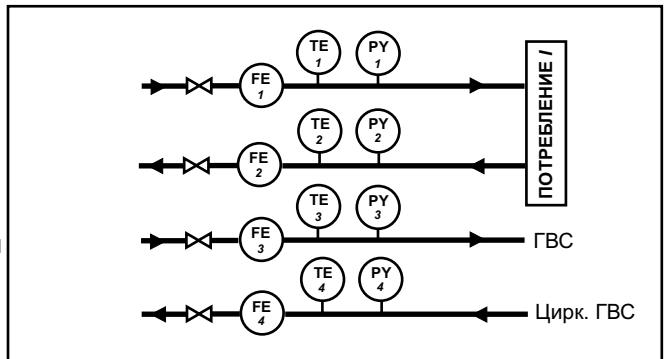 TE 1
PY 1
FE 1
TE 2
PY 2
FE 2
TE 3
PY 3
FE 3
TE 4
PY 4
FE 4
ПОТРЕБЛЕНИЕ /
ГВС
Цирк. ГВС